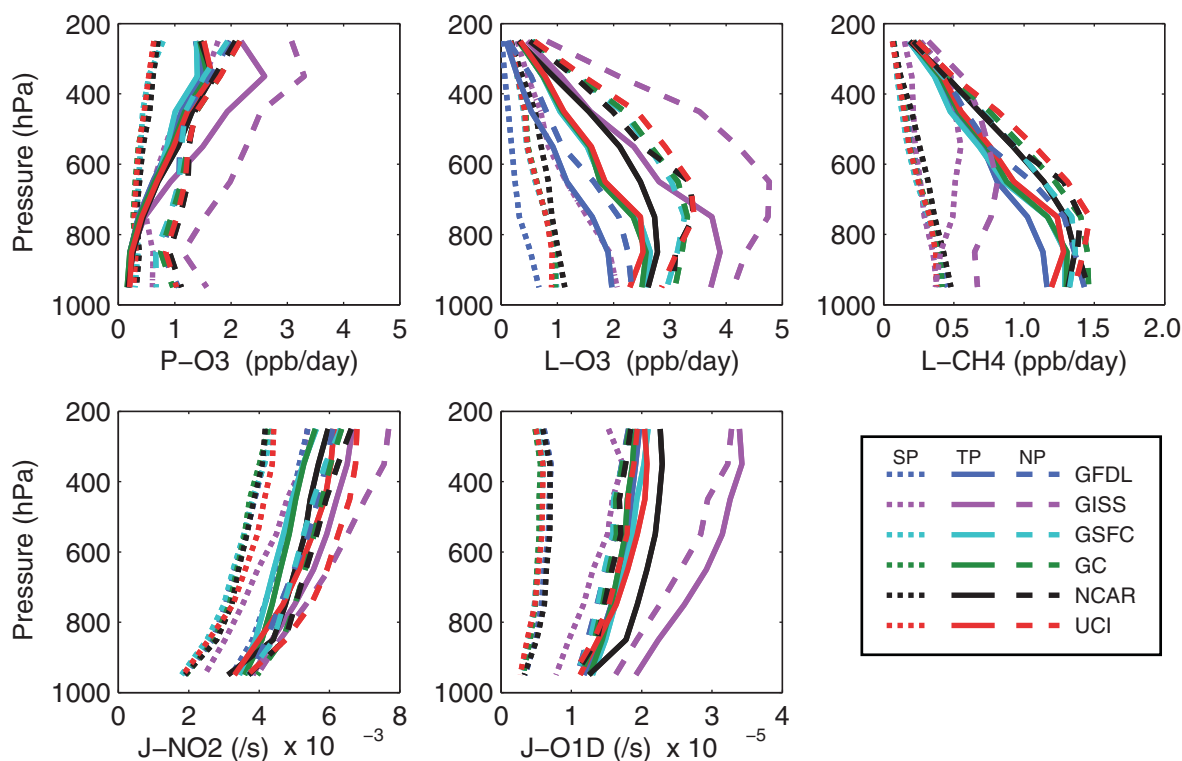 200
400
600
800
1000
Pressure (hPa)
0 1 2 3 4 5
P−O3 (ppb/day)
200
400
600
800
1000
0 1 2 3 4 5
L−O3 (ppb/day)
200
400
600
800
1000
0 0.5 1.0 1.5 2.0
L−CH4 (ppb/day)
200
400
600
800
1000
Pressure (hPa)
0 2 4 6 8
J−NO2 (/s) x 10 −3
200
400
600
800
1000
0 1 2 3 4
J−O1D (/s) x 10 −5
SP TP NP
GFDL
GISS
GSFC
GC
NCAR
UCI